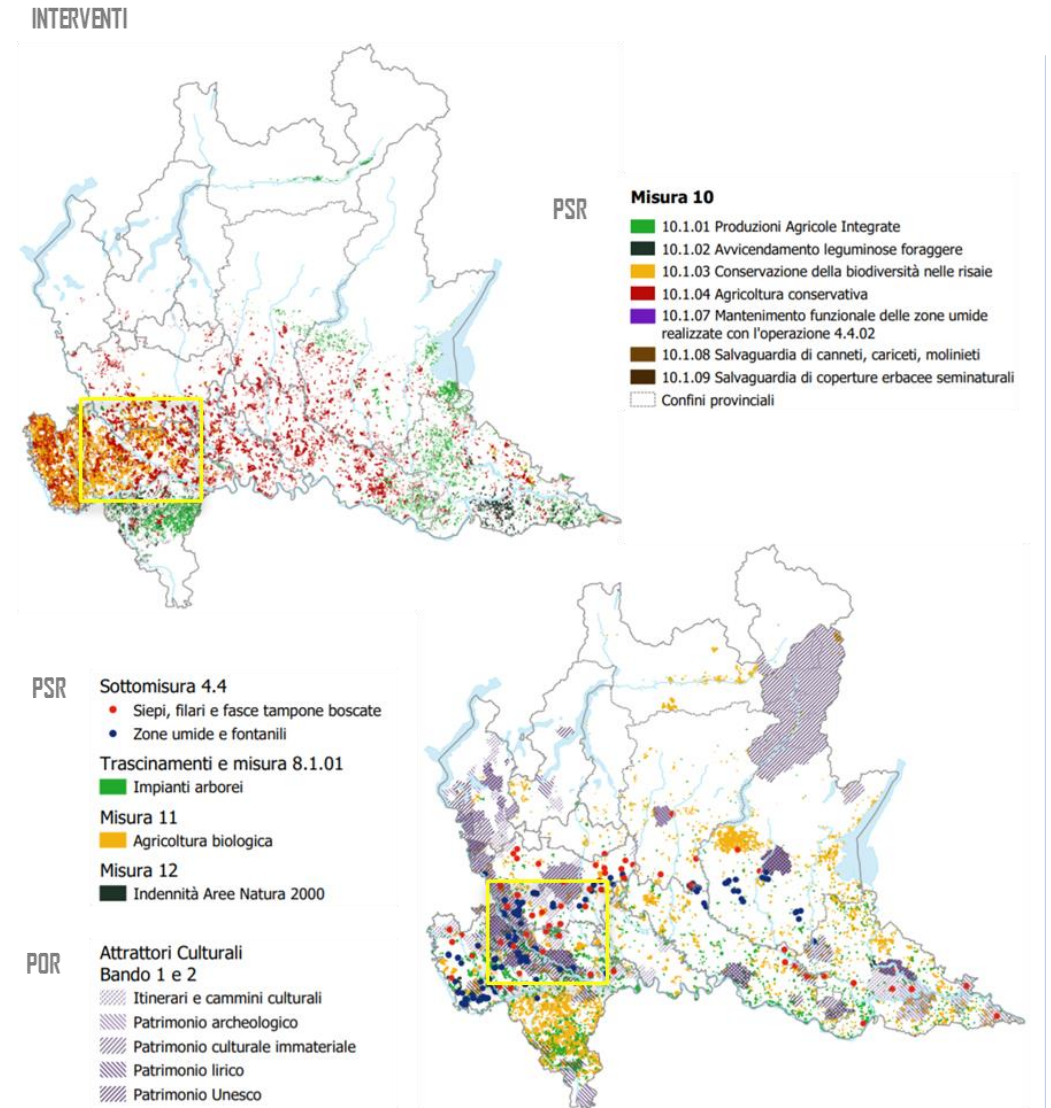 INTERVENTI
PSR
Misura 10
10.1.01 Produzioni Agricole Integrate
10.1.02 Avvicendamento leguminose foraggere
10.1.03 Conservazione della biodiversità nelle risaie
10.1.04 Agricoltura conservativa
10.1.07 Mantenimento funzionale delle zone umide
realizzate con l'operazione 4.4.02
10.1.08 Salvaguardia di canneti, cariceti, molinieti
10.1.09 Salvaguardia di coperture erbacee seminaturali
Confini provinciali
PSR
Sottomisura 4.4
Siepi, filari e fasce tampone boscate
Zone umide e fontanili
Trascinamenti e misura 8.1.01
Impianti arborei
Misura 11
Agricoltura biologica
Misura 12
Indennità Aree Natura 2000
POR
Attrattori Culturali
Bando 1 e 2
Itinerari e cammini culturali
Patrimonio archeologico
Patrimonio culturale immateriale
Patrimonio lirico
Patrimonio Unesco